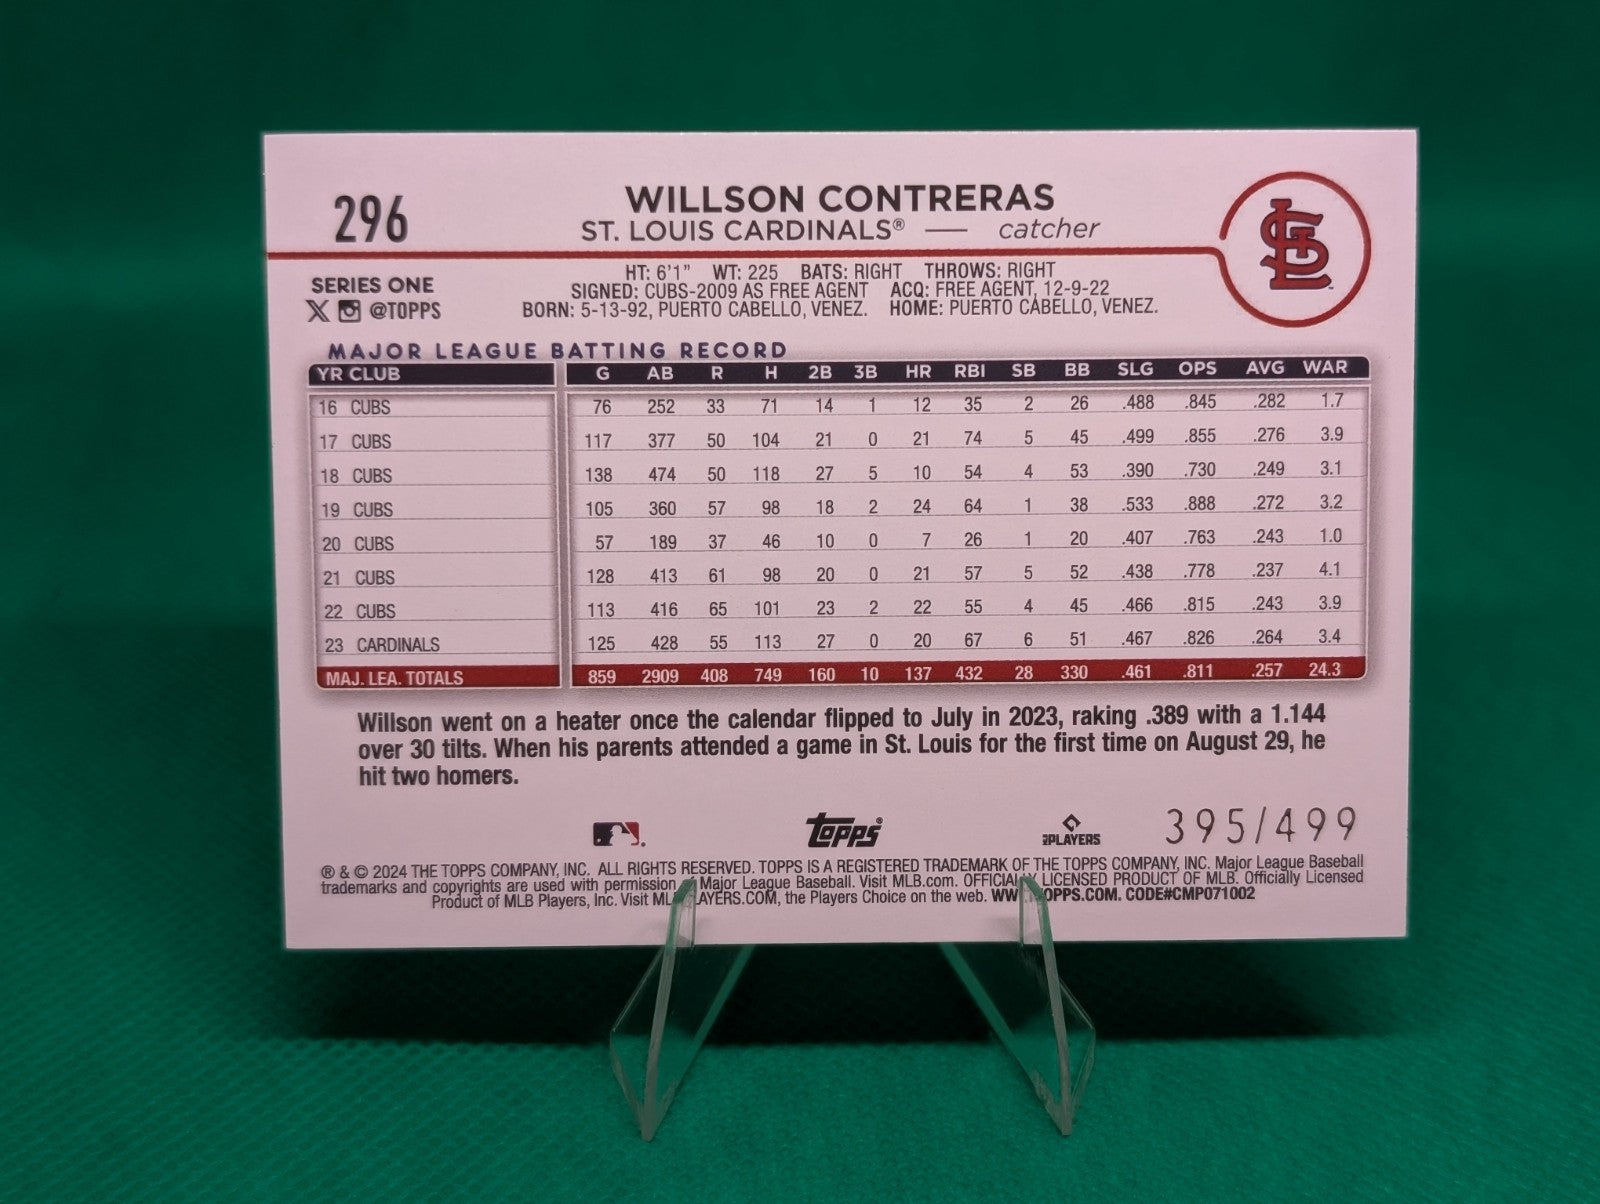 296
WILLSON CONTRERAS
ST. LOUIS CARDINALS® — catcher
SERIES ONE
@TOPPS
HT: 6'1" WT: 225 BATS: RIGHT THROWS: RIGHT
SIGNED: CUBS-2009 AS FREE AGENT ACQ: FREE AGENT, 12-9-22
BORN: 5-13-92, PUERTO CABELLO, VENEZ. HOME: PUERTO CABELLO, VENEZ.
MAJOR LEAGUE BATTING RECORD
YR CLUB G AB R H 2B 3B HR RBI SB BB SLG OPS AVG WAR
16 CUBS 76 252 33 71 14 1 12 35 2 26 .488 .845 .282 1.7
17 CUBS 117 377 50 104 21 0 21 74 5 45 .499 .855 .276 3.9
18 CUBS 138 474 50 118 27 5 10 54 4 53 .390 .730 .249 3.1
19 CUBS 105 360 57 98 18 2 24 64 1 38 .533 .888 .272 3.2
20 CUBS 57 189 37 46 10 0 7 26 1 20 .407 .763 .243 1.0
21 CUBS 128 413 61 98 20 0 21 57 5 52 .438 .778 .237 4.1
22 CUBS 113 416 65 101 23 2 22 55 4 45 .466 .815 .243 3.9
23 CARDINALS 125 428 55 113 27 0 20 67 6 51 .467 .826 .264 3.4
MAJ. LEA. TOTALS 859 2909 408 749 160 10 137 432 28 330 .461 .811 .257 24.3
Willson went on a heater once the calendar flipped to July in 2023, raking .389 with a 1.144
over 30 tilts. When his parents attended a game in St. Louis for the first time on August 29, he
hit two homers.
Topps®
PLAYERS
395/499
® & © 2024 THE TOPPS COMPANY, INC. ALL RIGHTS RESERVED. TOPPS IS A REGISTERED TRADEMARK OF THE TOPPS COMPANY, INC. Major League Baseball
trademarks and copyrights are used with permission Major League Baseball. Visit MLB.com. OFFICIALLY LICENSED PRODUCT OF MLB. Officially Licensed
Product of MLB Players, Inc. Visit the Players Choice on the web. CODE#CMP071002